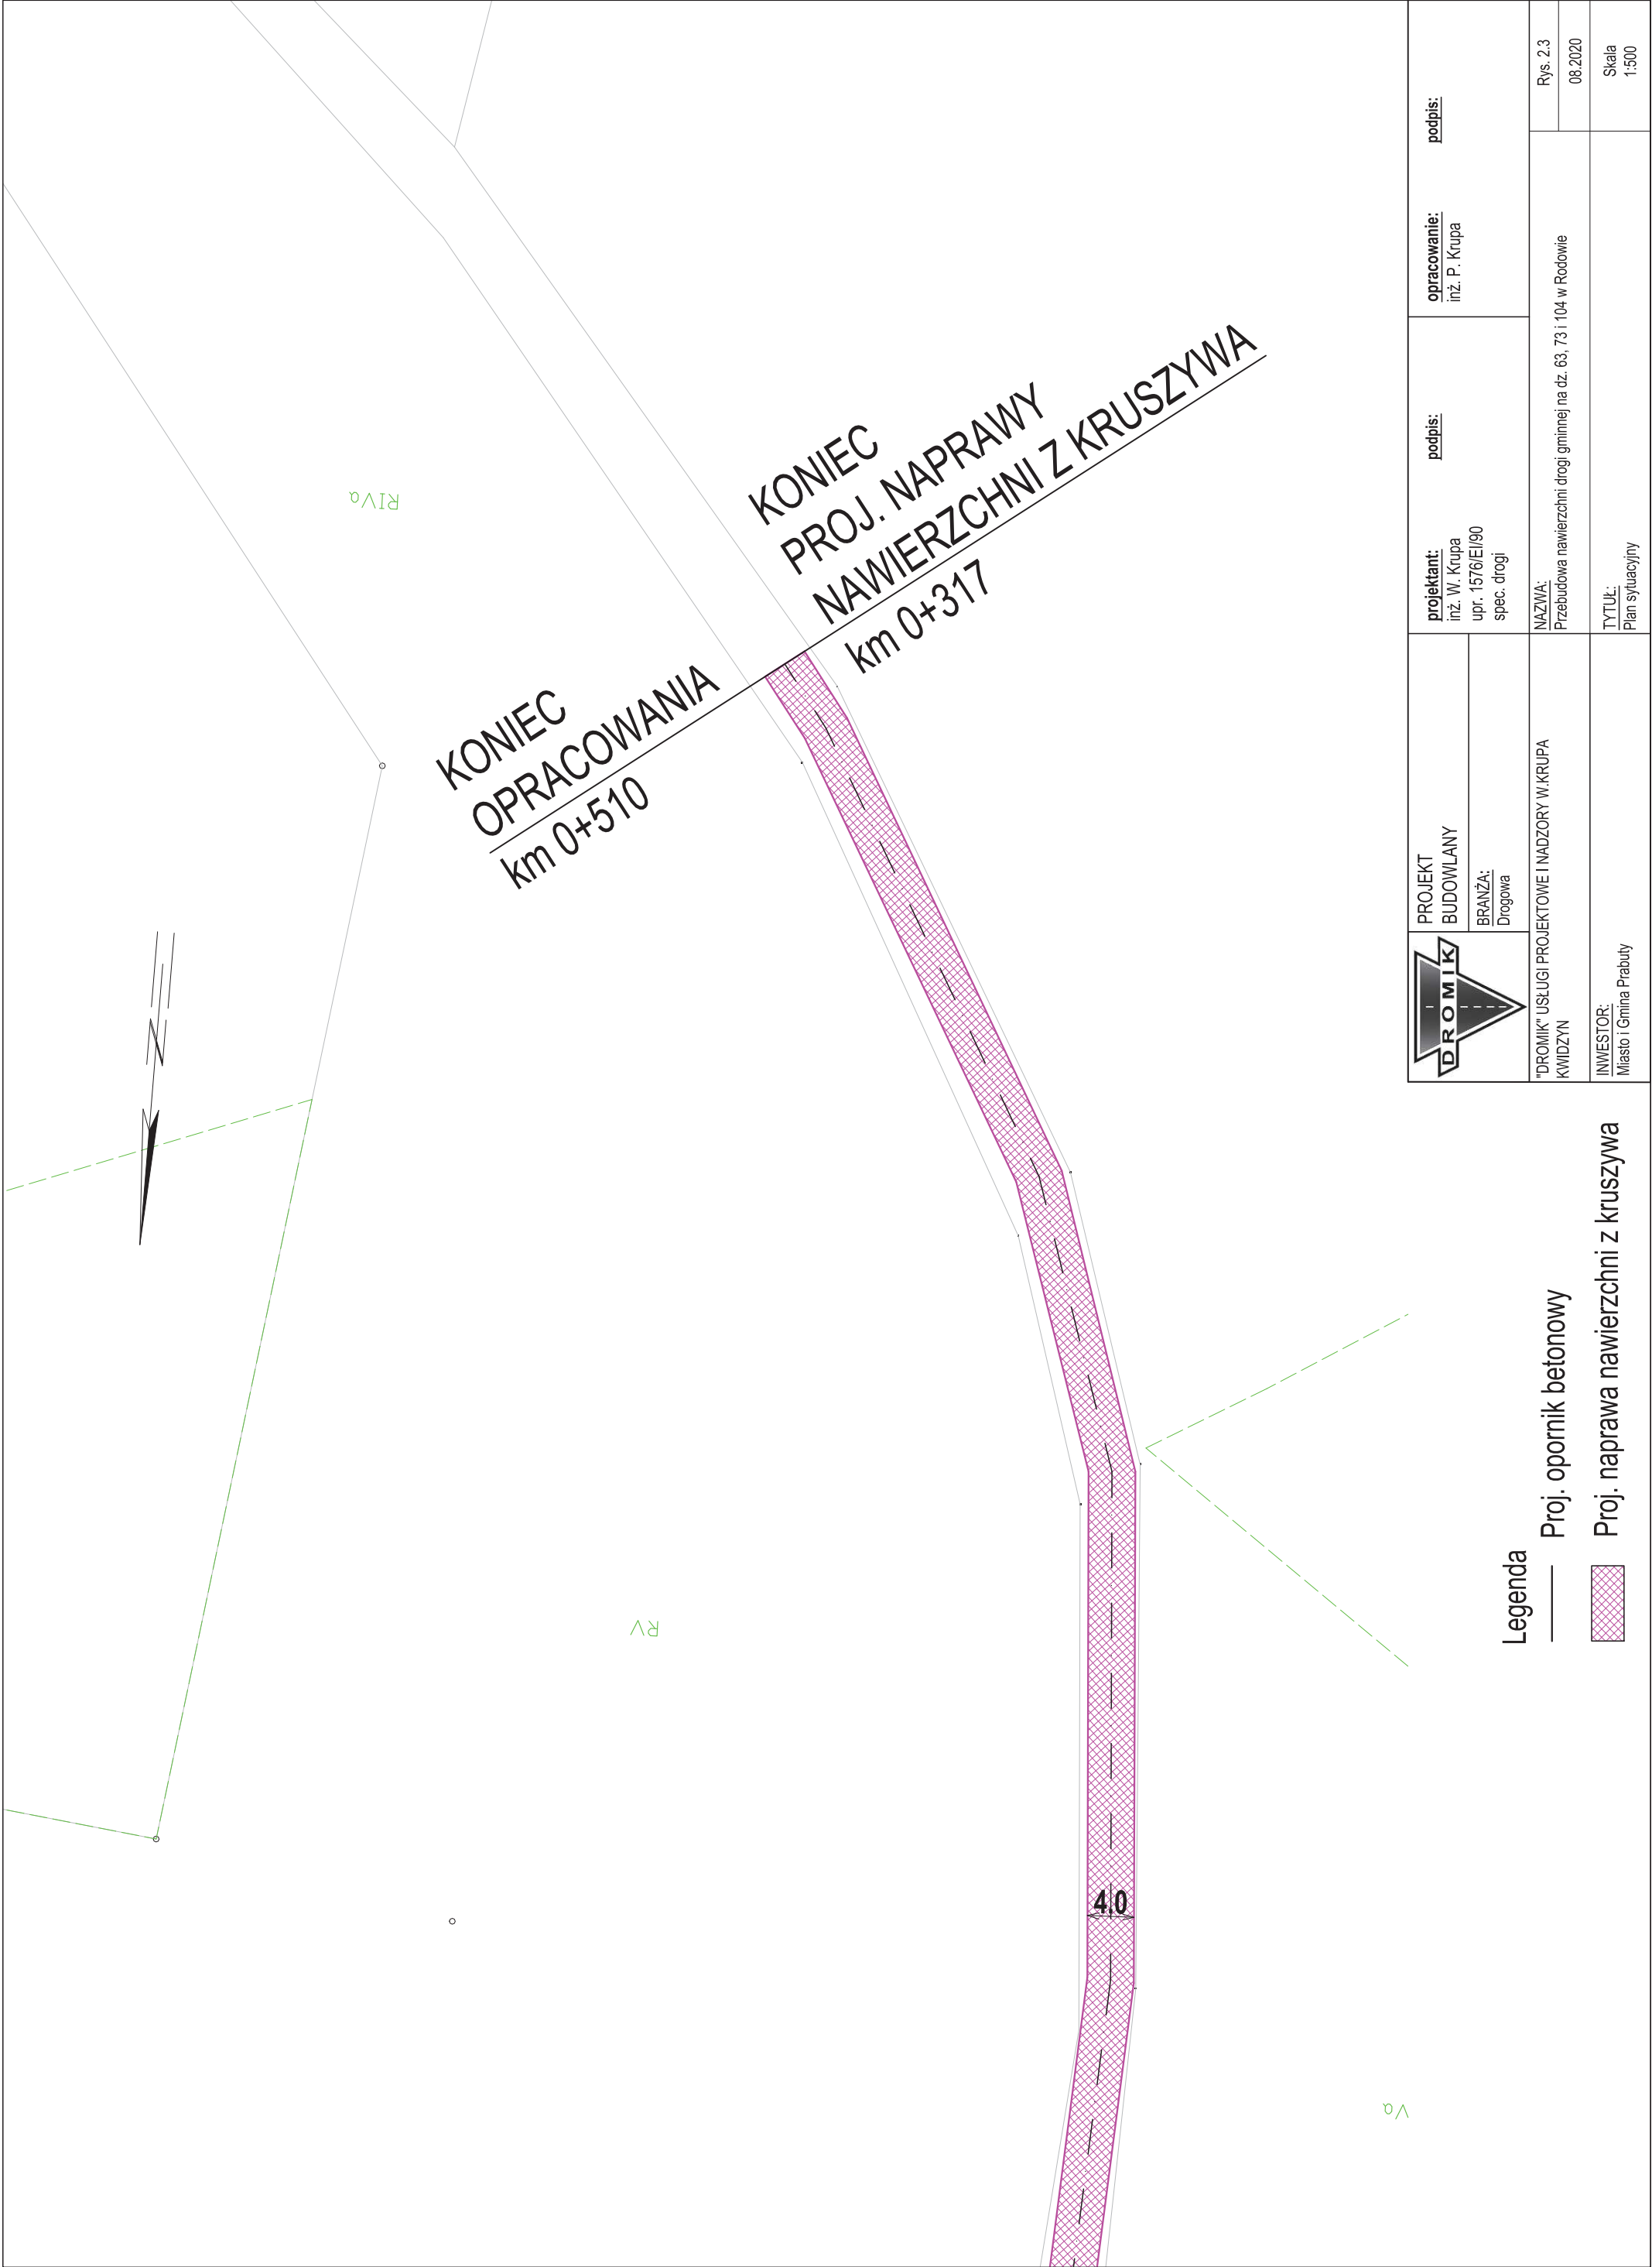 KONIEC
OPRACOWANIA
km 0+510
KONIEC
PROJ. NAPRAWY
NAWIERZCHNI Z KRUSZYWA
km 0+317
RIVa
RV
Va
N
4.0
Legenda
Proj. opornik betonowy
Proj. naprawa nawierzchni z kruszywa
DROMIK
PROJEKT
BUDOWLANY
BRANŻA:
Drogowa
projektant:
inż. W. Krupa
upr. 1576/El/90
spec. drogi
podpis:
opracowanie:
inż. P. Krupa
podpis:
"DROMIK" USŁUGI PROJEKTOWE I NADZORY W.KRUPA
KWIDZYN
NAZWA:
Przebudowa nawierzchni drogi gminnej na dz. 63, 73 i 104 w Rodowie
Rys. 2.3
08.2020
INWESTOR:
Miasto i Gmina Prabuty
TYTUŁ:
Plan sytuacyjny
Skala
1:500